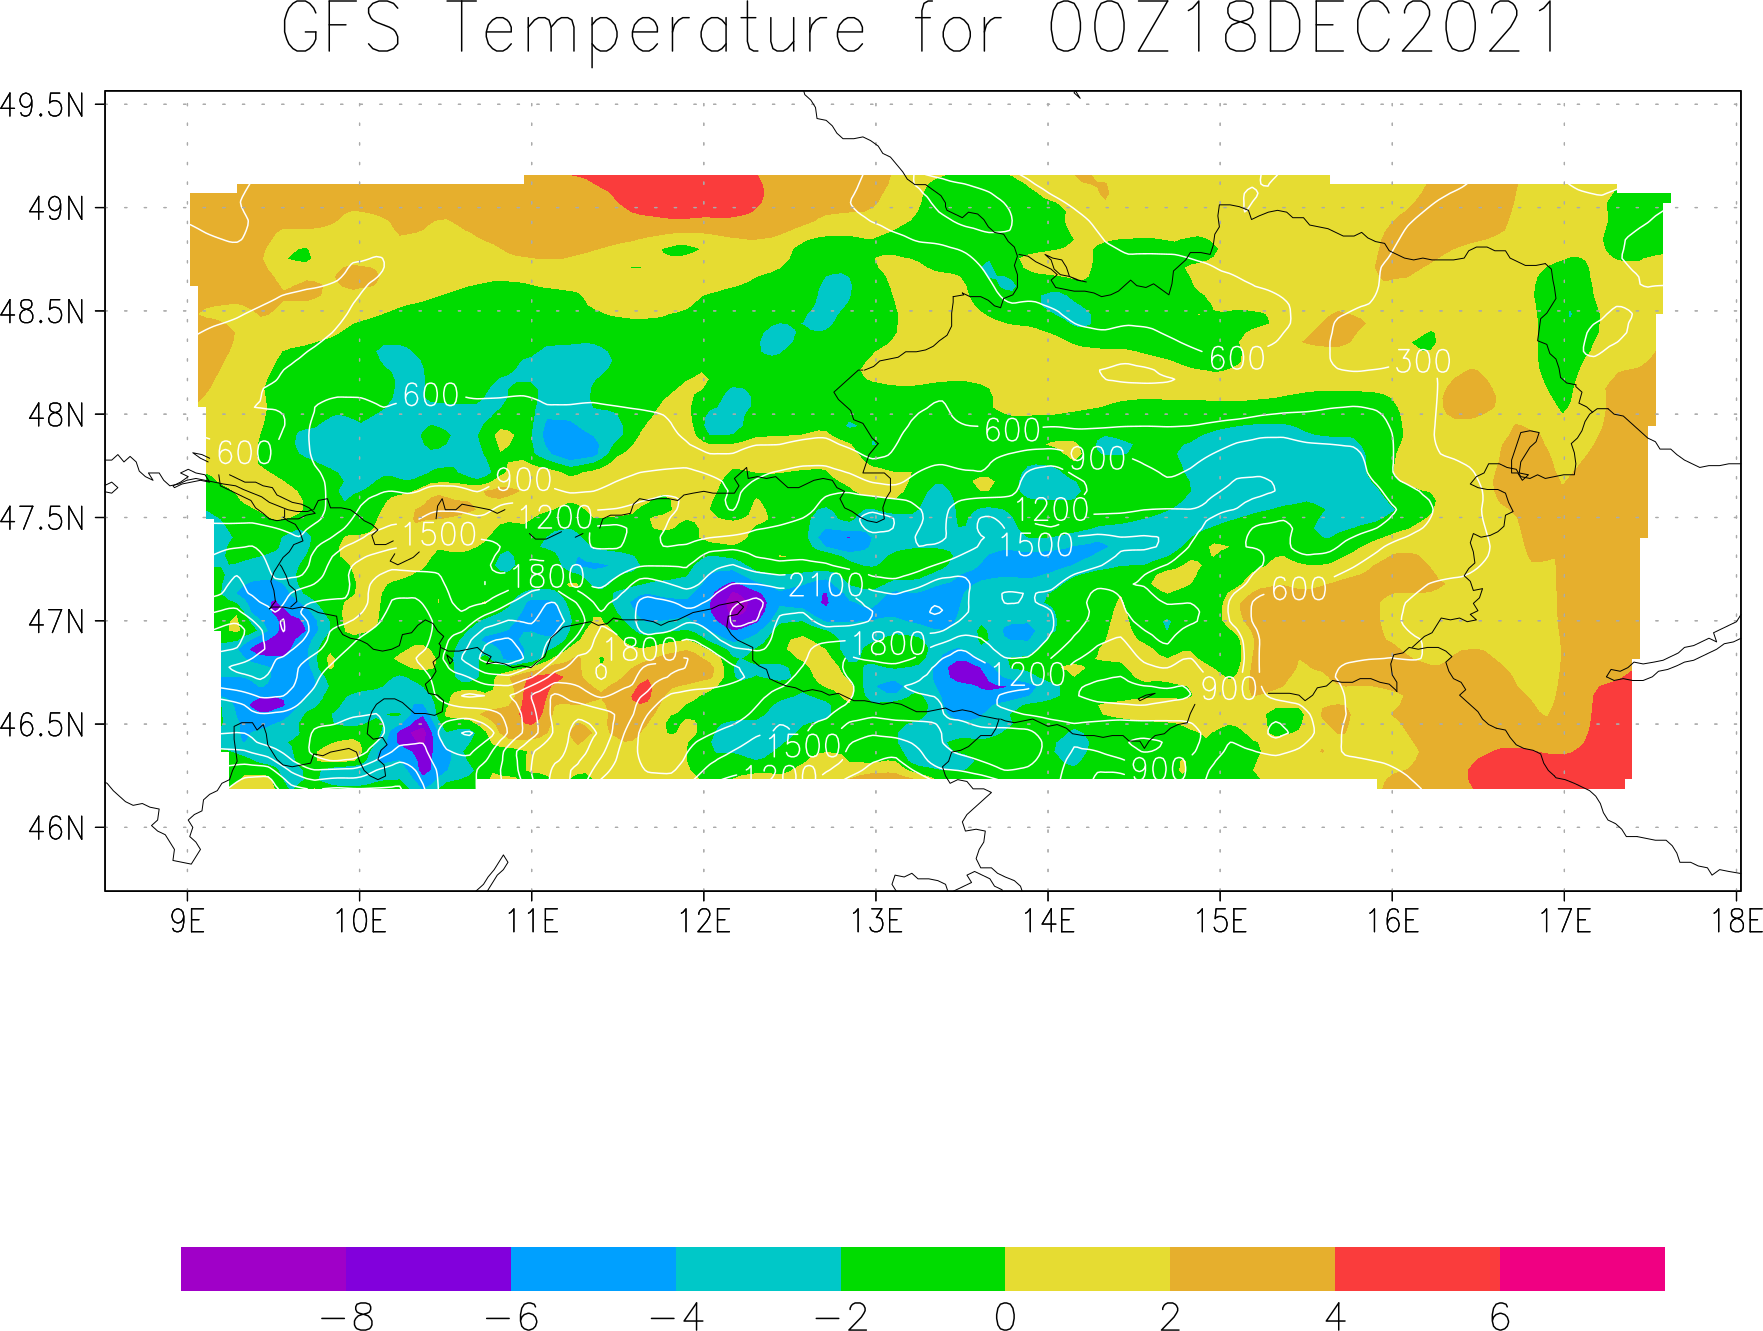 GFS Temperature for 00Z18DEC2021
49.5N
49N
48.5N
48N
47.5N
47N
46.5N
46N
600 300
600
600 600
900 900
1200 1200
1500 1500
1800 2100 600
1800 1800
1200 900
1500
1200 900
9E 10E 11E 12E 13E 14E 15E 16E 17E 18E
−8 −6 −4 −2 0 2 4 6